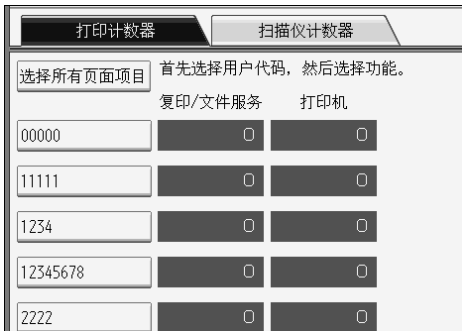 打印计数器 扫描仪计数器
选择所有页面项目 首先选择用户代码，然后选择功能。
复印/文件服务 打印机
00000 0 0
11111 0 0
1234 0 0
12345678 0 0
2222 0 0